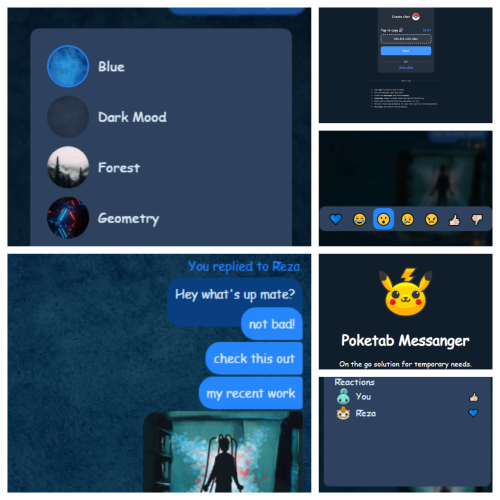 Blue
Dark Mood
Forest
Geometry
Create chat
Tap to copy
Or
You replied to Reza
Hey what's up mate?
not bad!
check this out
my recent work
Poketab Messanger
On the go solution for temporary needs.
Reactions
You
Reza